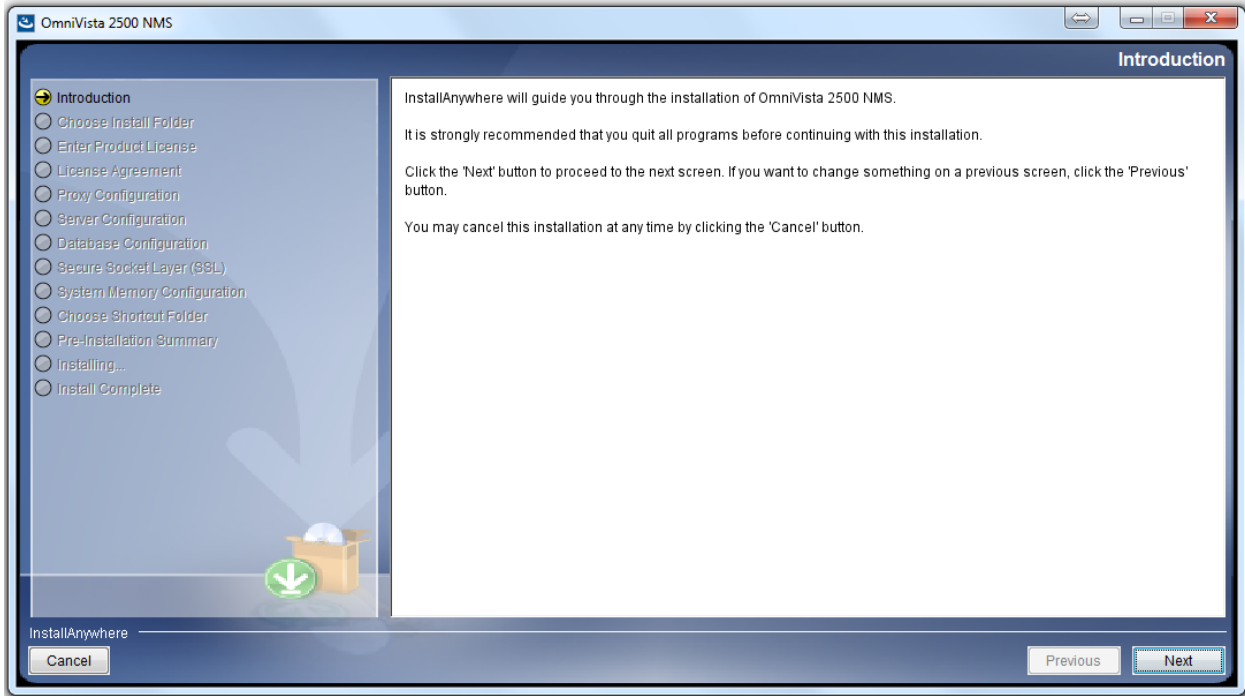 OmniVista 2500 NMS
Introduction
Introduction
Choose Install Folder
Enter Product License
License Agreement
Proxy Configuration
Server Configuration
Database Configuration
Secure Socket Layer (SSL)
System Memory Configuration
Choose Shortcut Folder
Pre-Installation Summary
Installing...
Install Complete
InstallAnywhere will guide you through the installation of OmniVista 2500 NMS.
It is strongly recommended that you quit all programs before continuing with this installation.
Click the 'Next' button to proceed to the next screen. If you want to change something on a previous screen, click the 'Previous'
button.
You may cancel this installation at any time by clicking the 'Cancel' button.
InstallAnywhere
Cancel
Previous
Next